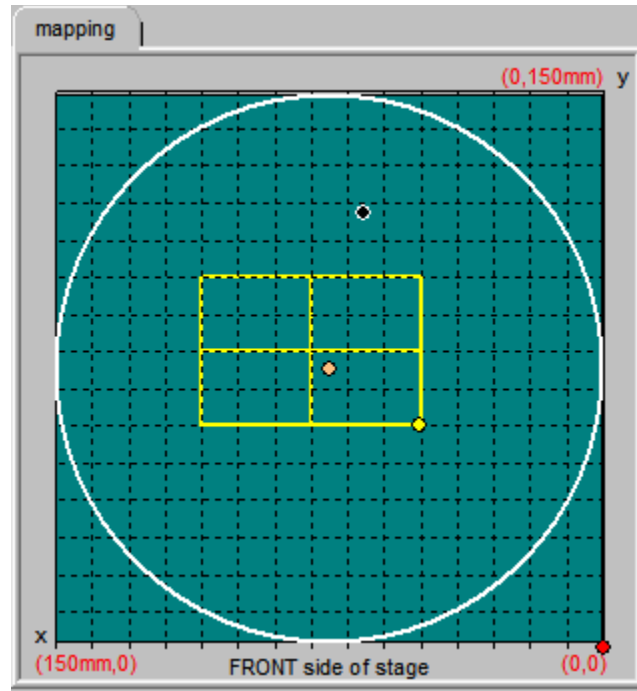 mapping
(0,150mm) y
x
(150mm,0) FRONT side of stage (0,0)